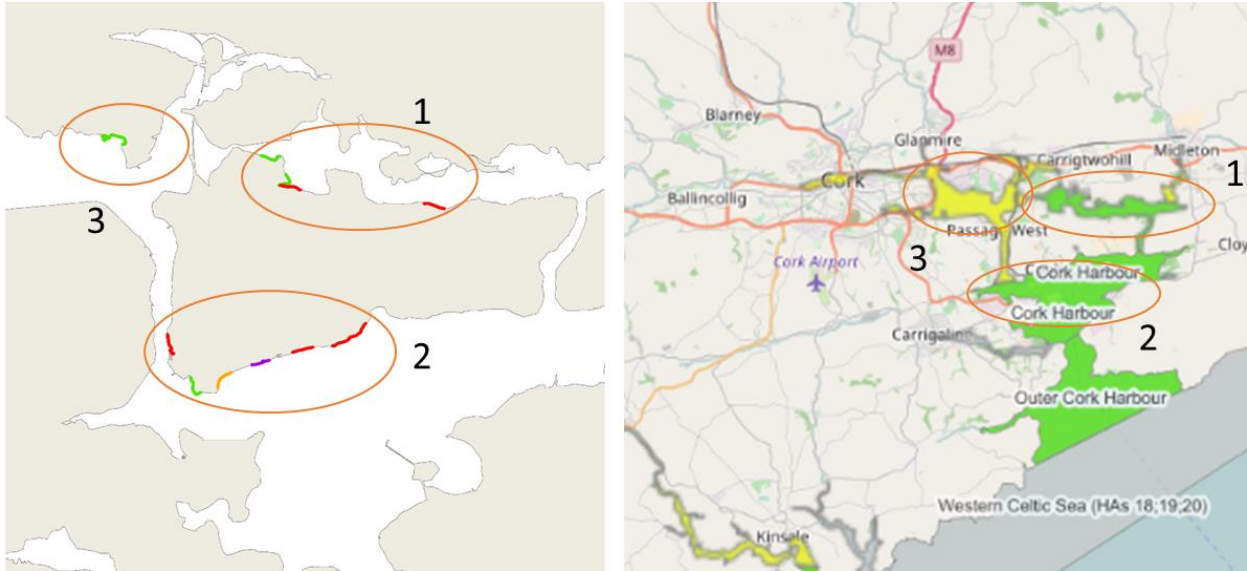 1
3
2
M8
Blarney
Glanmire
Carrigtwohill
Midleton
Cork
1
Ballincollig
Passage West
3
Cloy
Cork Airport
Cork Harbour
Cork Harbour
2
Carrigaline
Outer Cork Harbour
Western Celtic Sea (HAs 18;19;20)
Kinsale